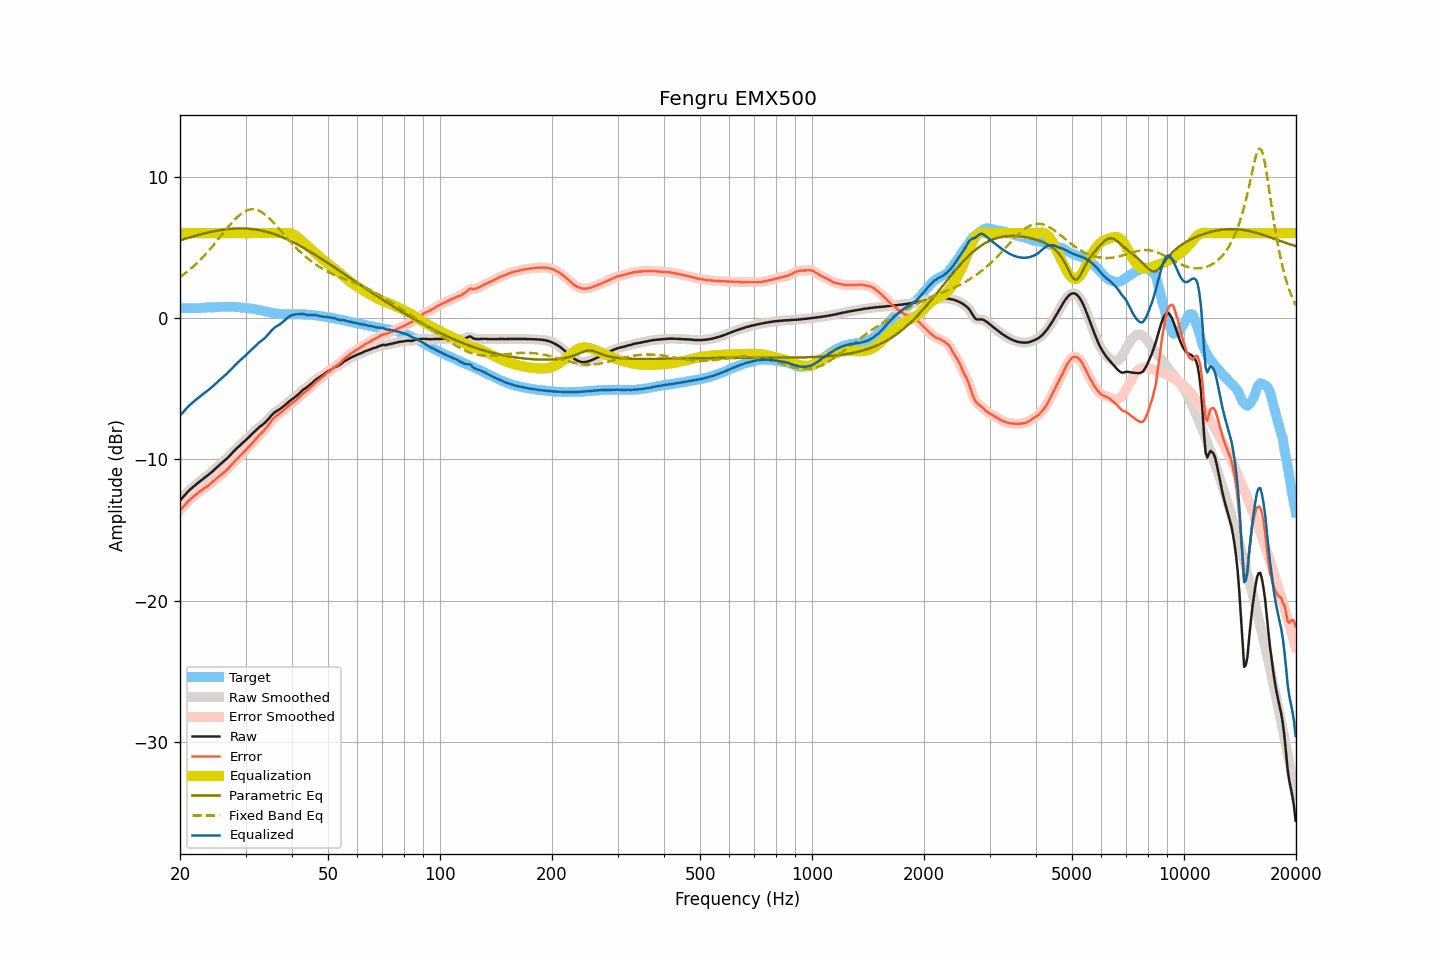 Fengru EMX500
10
0
−10
−20
−30
Amplitude (dBr)
Target
Raw Smoothed
Error Smoothed
Raw
Error
Equalization
Parametric Eq
Fixed Band Eq
Equalized
20 50 100 200 500 1000 2000 5000 10000 20000
Frequency (Hz)